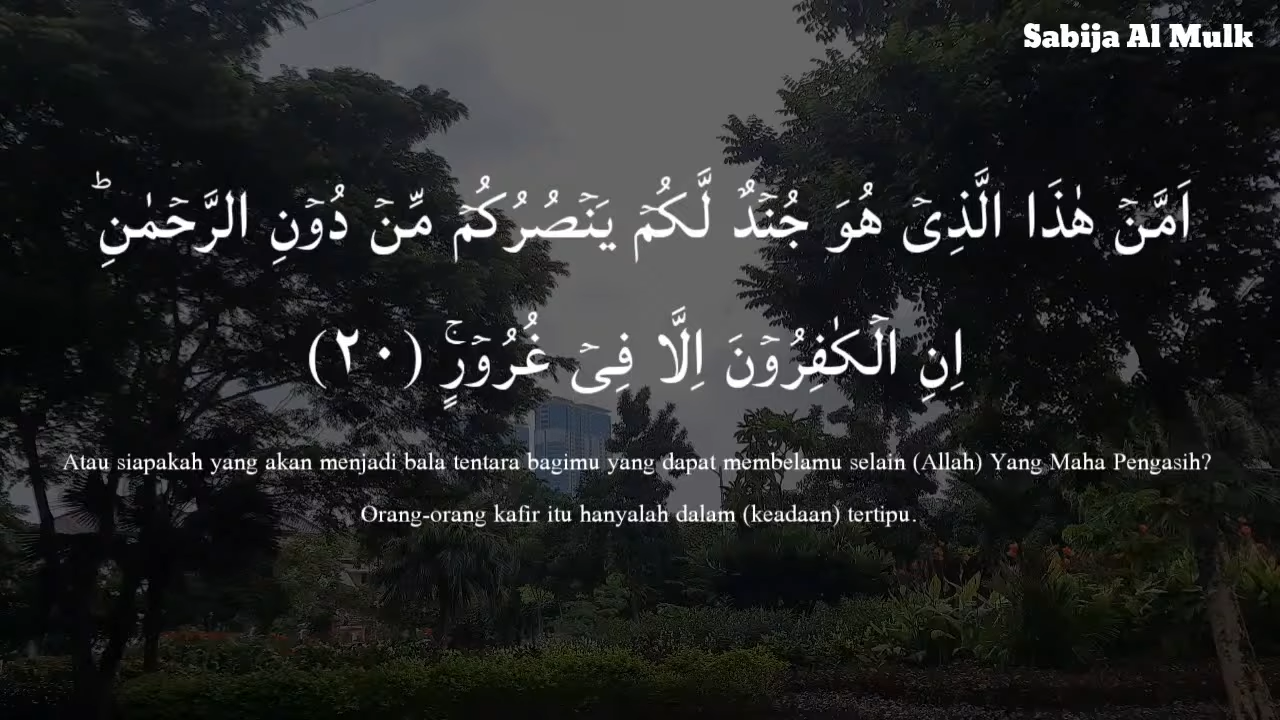 Sabija Al Mulk
اَمَّنۡ هٰذَا الَّذِىۡ هُوَ جُنۡدٌ لَّكُمۡ يَنۡصُرُكُمۡ مِّنۡ دُوۡنِ الرَّحۡمٰنِؕ
اِنِ الۡكٰفِرُوۡنَ اِلَّا فِىۡ غُرُوۡرٍۚ (٢٠)
Atau siapakah yang akan menjadi bala tentara bagimu yang dapat membelamu selain (Allah) Yang Maha Pengasih?
Orang-orang kafir itu hanyalah dalam (keadaan) tertipu.